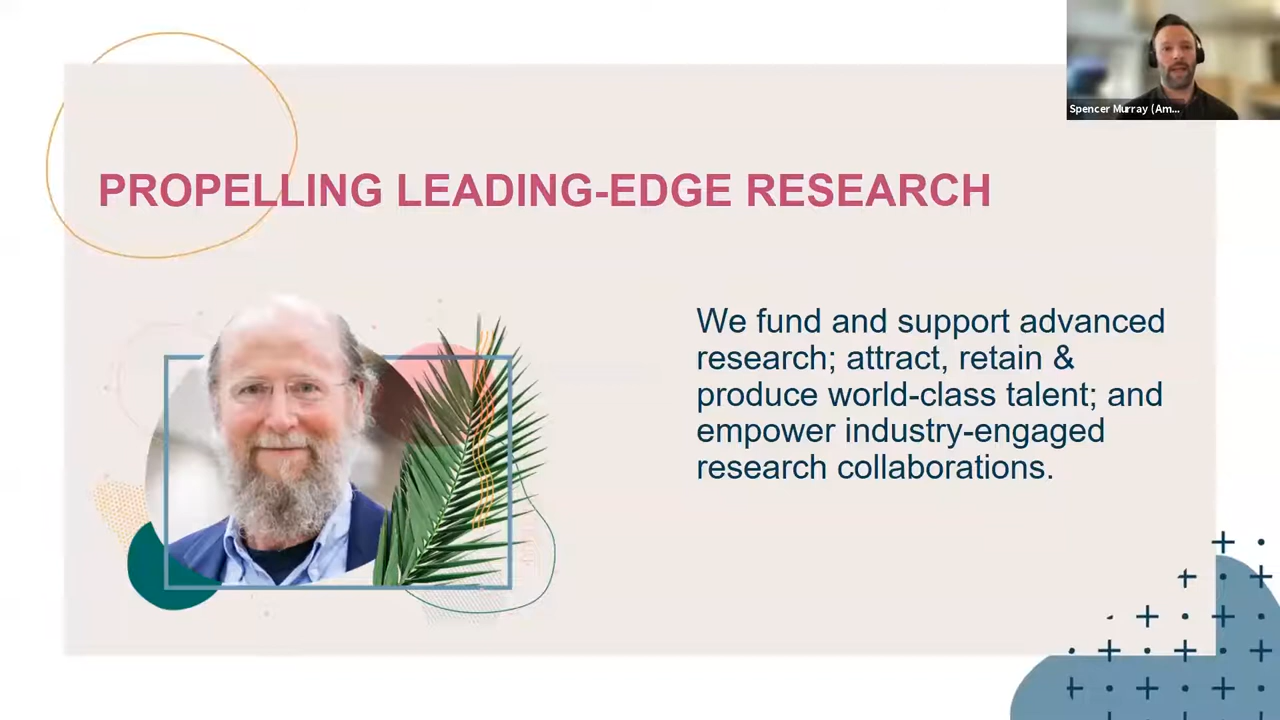 Spencer Murray (Am...
PROPELLING LEADING-EDGE RESEARCH
We fund and support advanced
research; attract, retain &
produce world-class talent; and
empower industry-engaged
research collaborations.